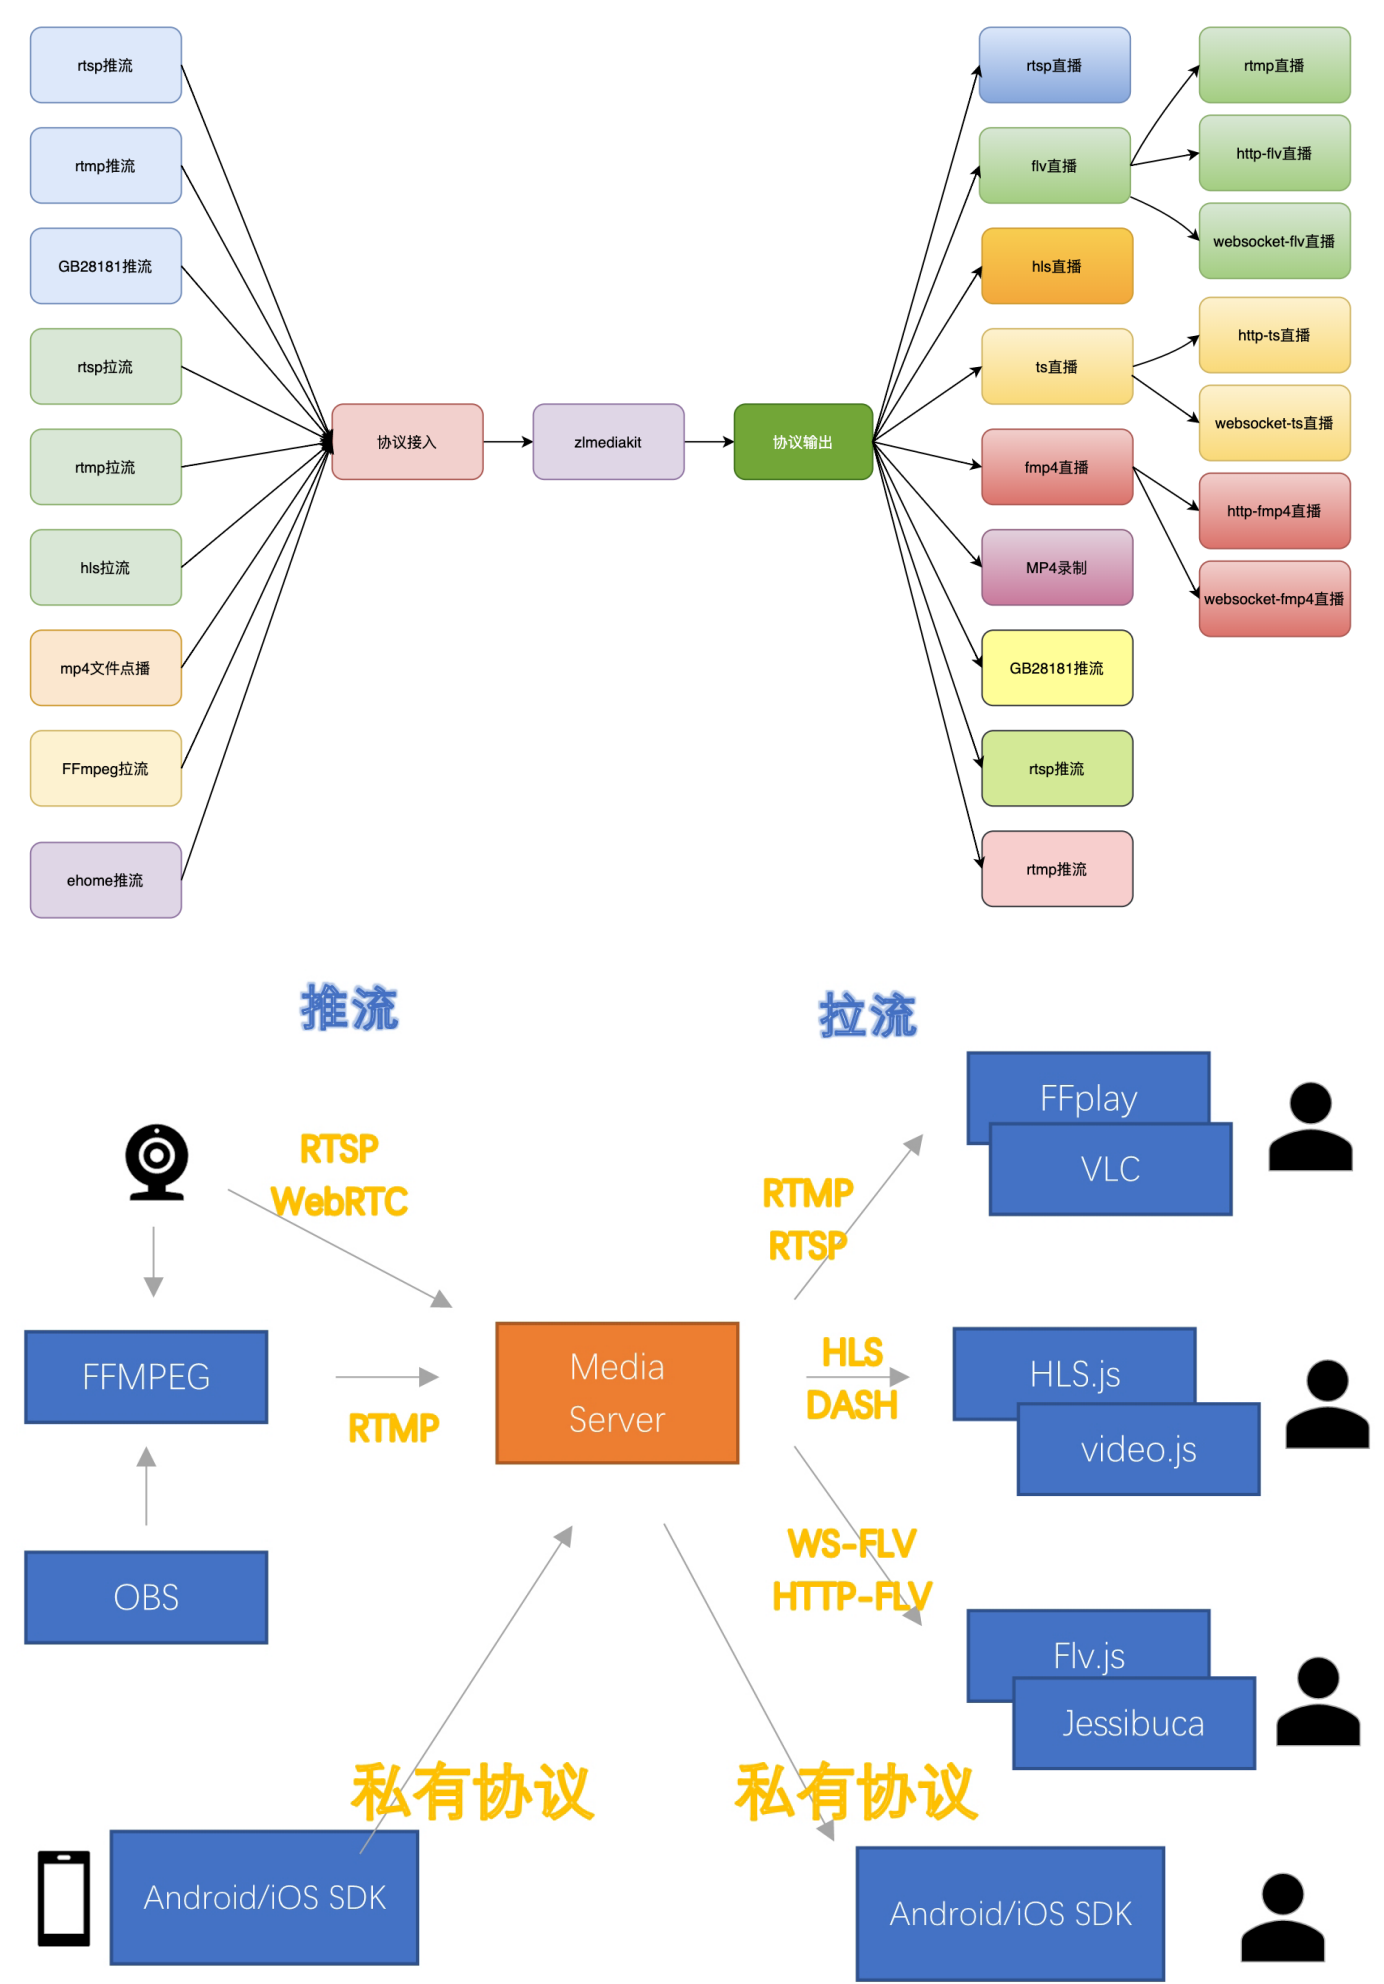 rtsp推流
rtmp推流
GB28181推流
rtsp拉流
rtmp拉流
hls拉流
mp4文件点播
FFmpeg拉流
ehome推流
协议接入
zlmediakit
协议输出
rtsp直播
flv直播
hls直播
ts直播
fmp4直播
MP4录制
GB28181推流
rtsp推流
rtmp推流
rtmp直播
http-flv直播
websocket-flv直播
http-ts直播
websocket-ts直播
http-fmp4直播
websocket-fmp4直播
推流
拉流
RTSP
WebRTC
FFMPEG
RTMP
OBS
Media
Server
RTMP
RTSP
FFplay
VLC
HLS
DASH
HLS.js
video.js
WS-FLV
HTTP-FLV
Flv.js
Jessibuca
私有协议
私有协议
Android/iOS SDK
Android/iOS SDK